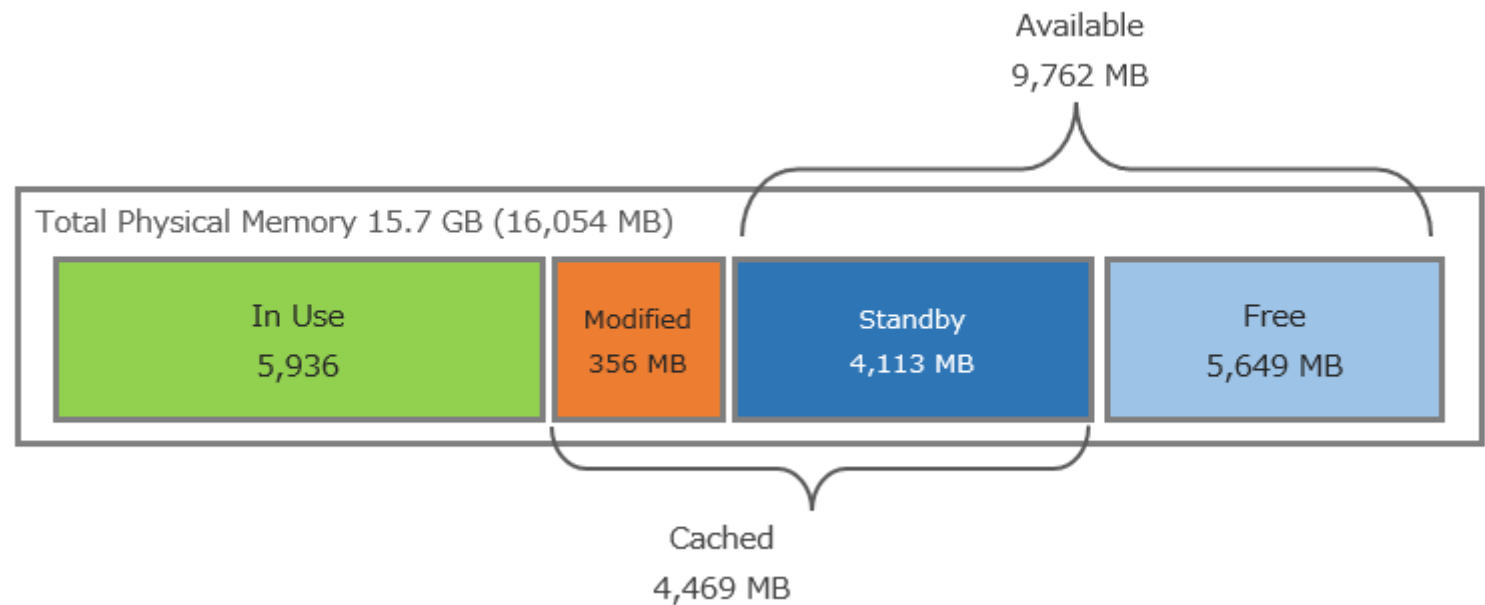 Available
9,762 MB
Total Physical Memory 15.7 GB (16,054 MB)
In Use
5,936
Modified
356 MB
Standby
4,113 MB
Free
5,649 MB
Cached
4,469 MB